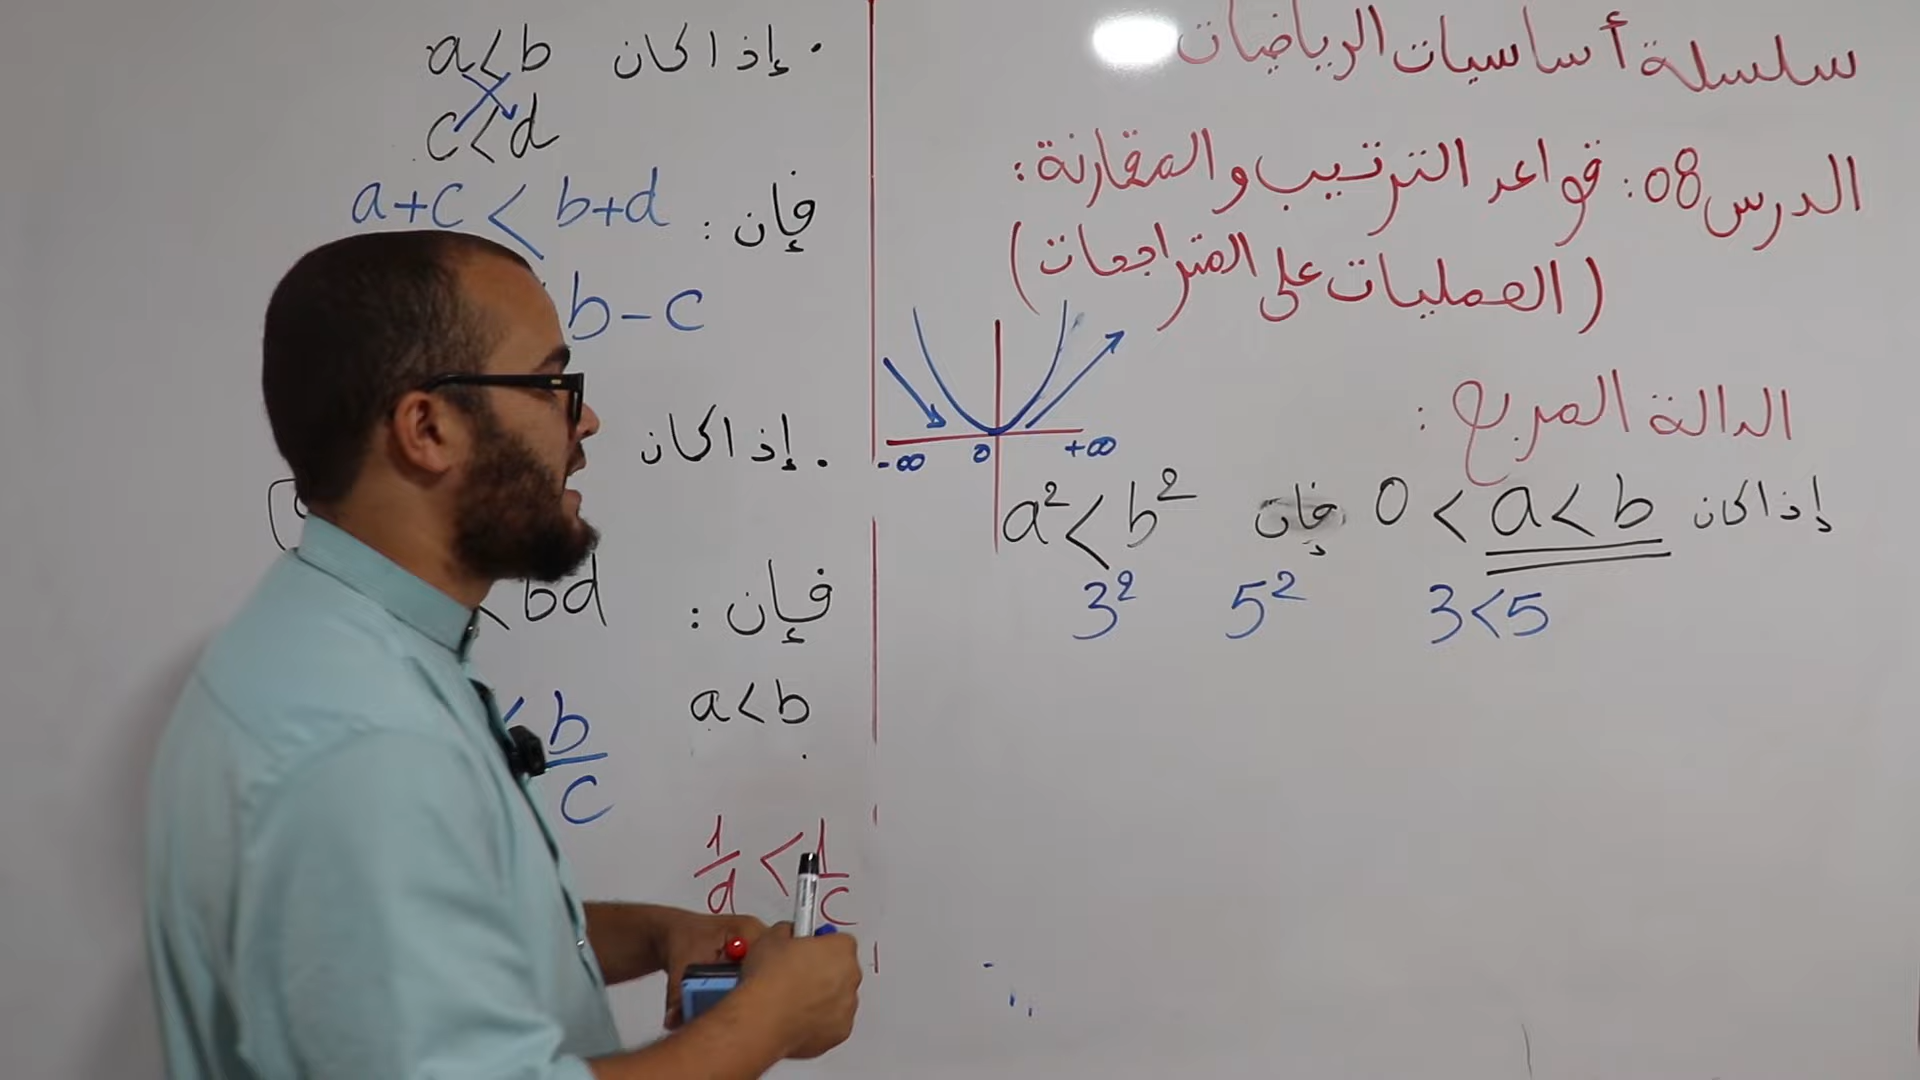 سلسلة أساسيات الرياضيات
الدرس 08: قواعد الترتيب والمقارنة:
(العمليات على المتراجحات)
الدالة المربع:
إذا كان 0 < a < b فإن a² < b²
3 < 5 5² 3²
-∞ 0 +∞
. إذا كان a < b
c < d
فإن: a+c < b+d
b - c
. إذا كان
فإن: < bd
a < b
< b/c
1/d < 1/c